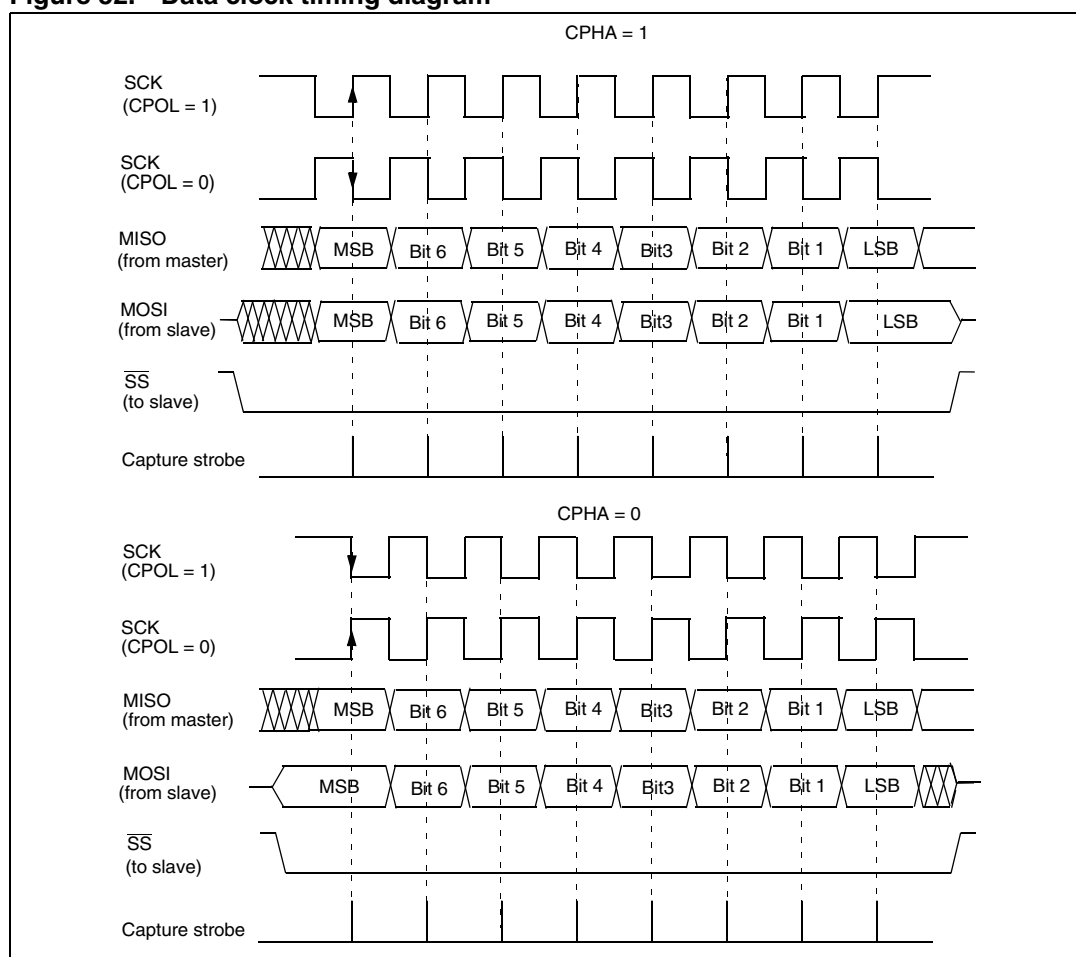 Figure 52. Data clock timing diagram
CPHA = 1
SCK
(CPOL = 1)
SCK
(CPOL = 0)
MISO
(from master)
MSB Bit 6 Bit 5 Bit 4 Bit3 Bit 2 Bit 1 LSB
MOSI
(from slave)
MSB Bit 6 Bit 5 Bit 4 Bit3 Bit 2 Bit 1 LSB
SS
(to slave)
Capture strobe
CPHA = 0
SCK
(CPOL = 1)
SCK
(CPOL = 0)
MISO
(from master)
MSB Bit 6 Bit 5 Bit 4 Bit3 Bit 2 Bit 1 LSB
MOSI
(from slave)
MSB Bit 6 Bit 5 Bit 4 Bit3 Bit 2 Bit 1 LSB
SS
(to slave)
Capture strobe